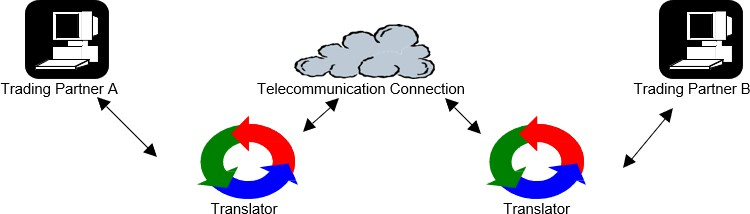 Trading Partner A
Telecommunication Connection
Trading Partner B
Translator
Translator